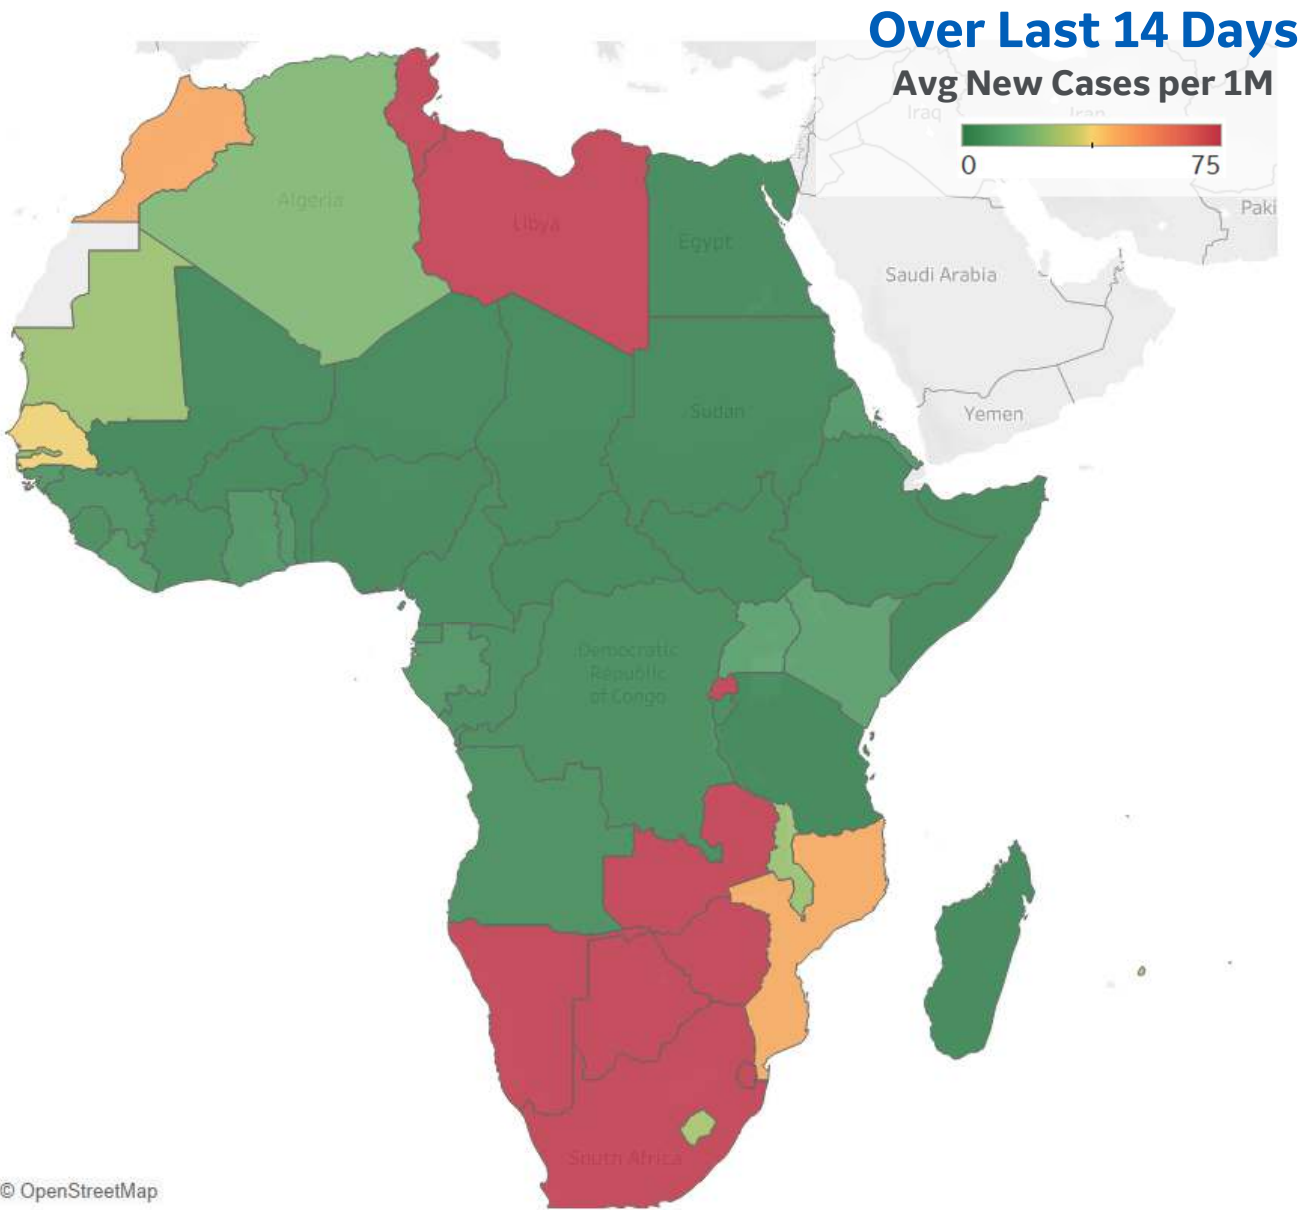 Over Last 14 Days
Avg New Cases per 1M
Iraq
Iran
0
75
Paki
Algeria
Libya
Egypt
Saudi Arabia
Sudan
Yemen
Democratic
Republic
of Congo
South Africa
© OpenStreetMap